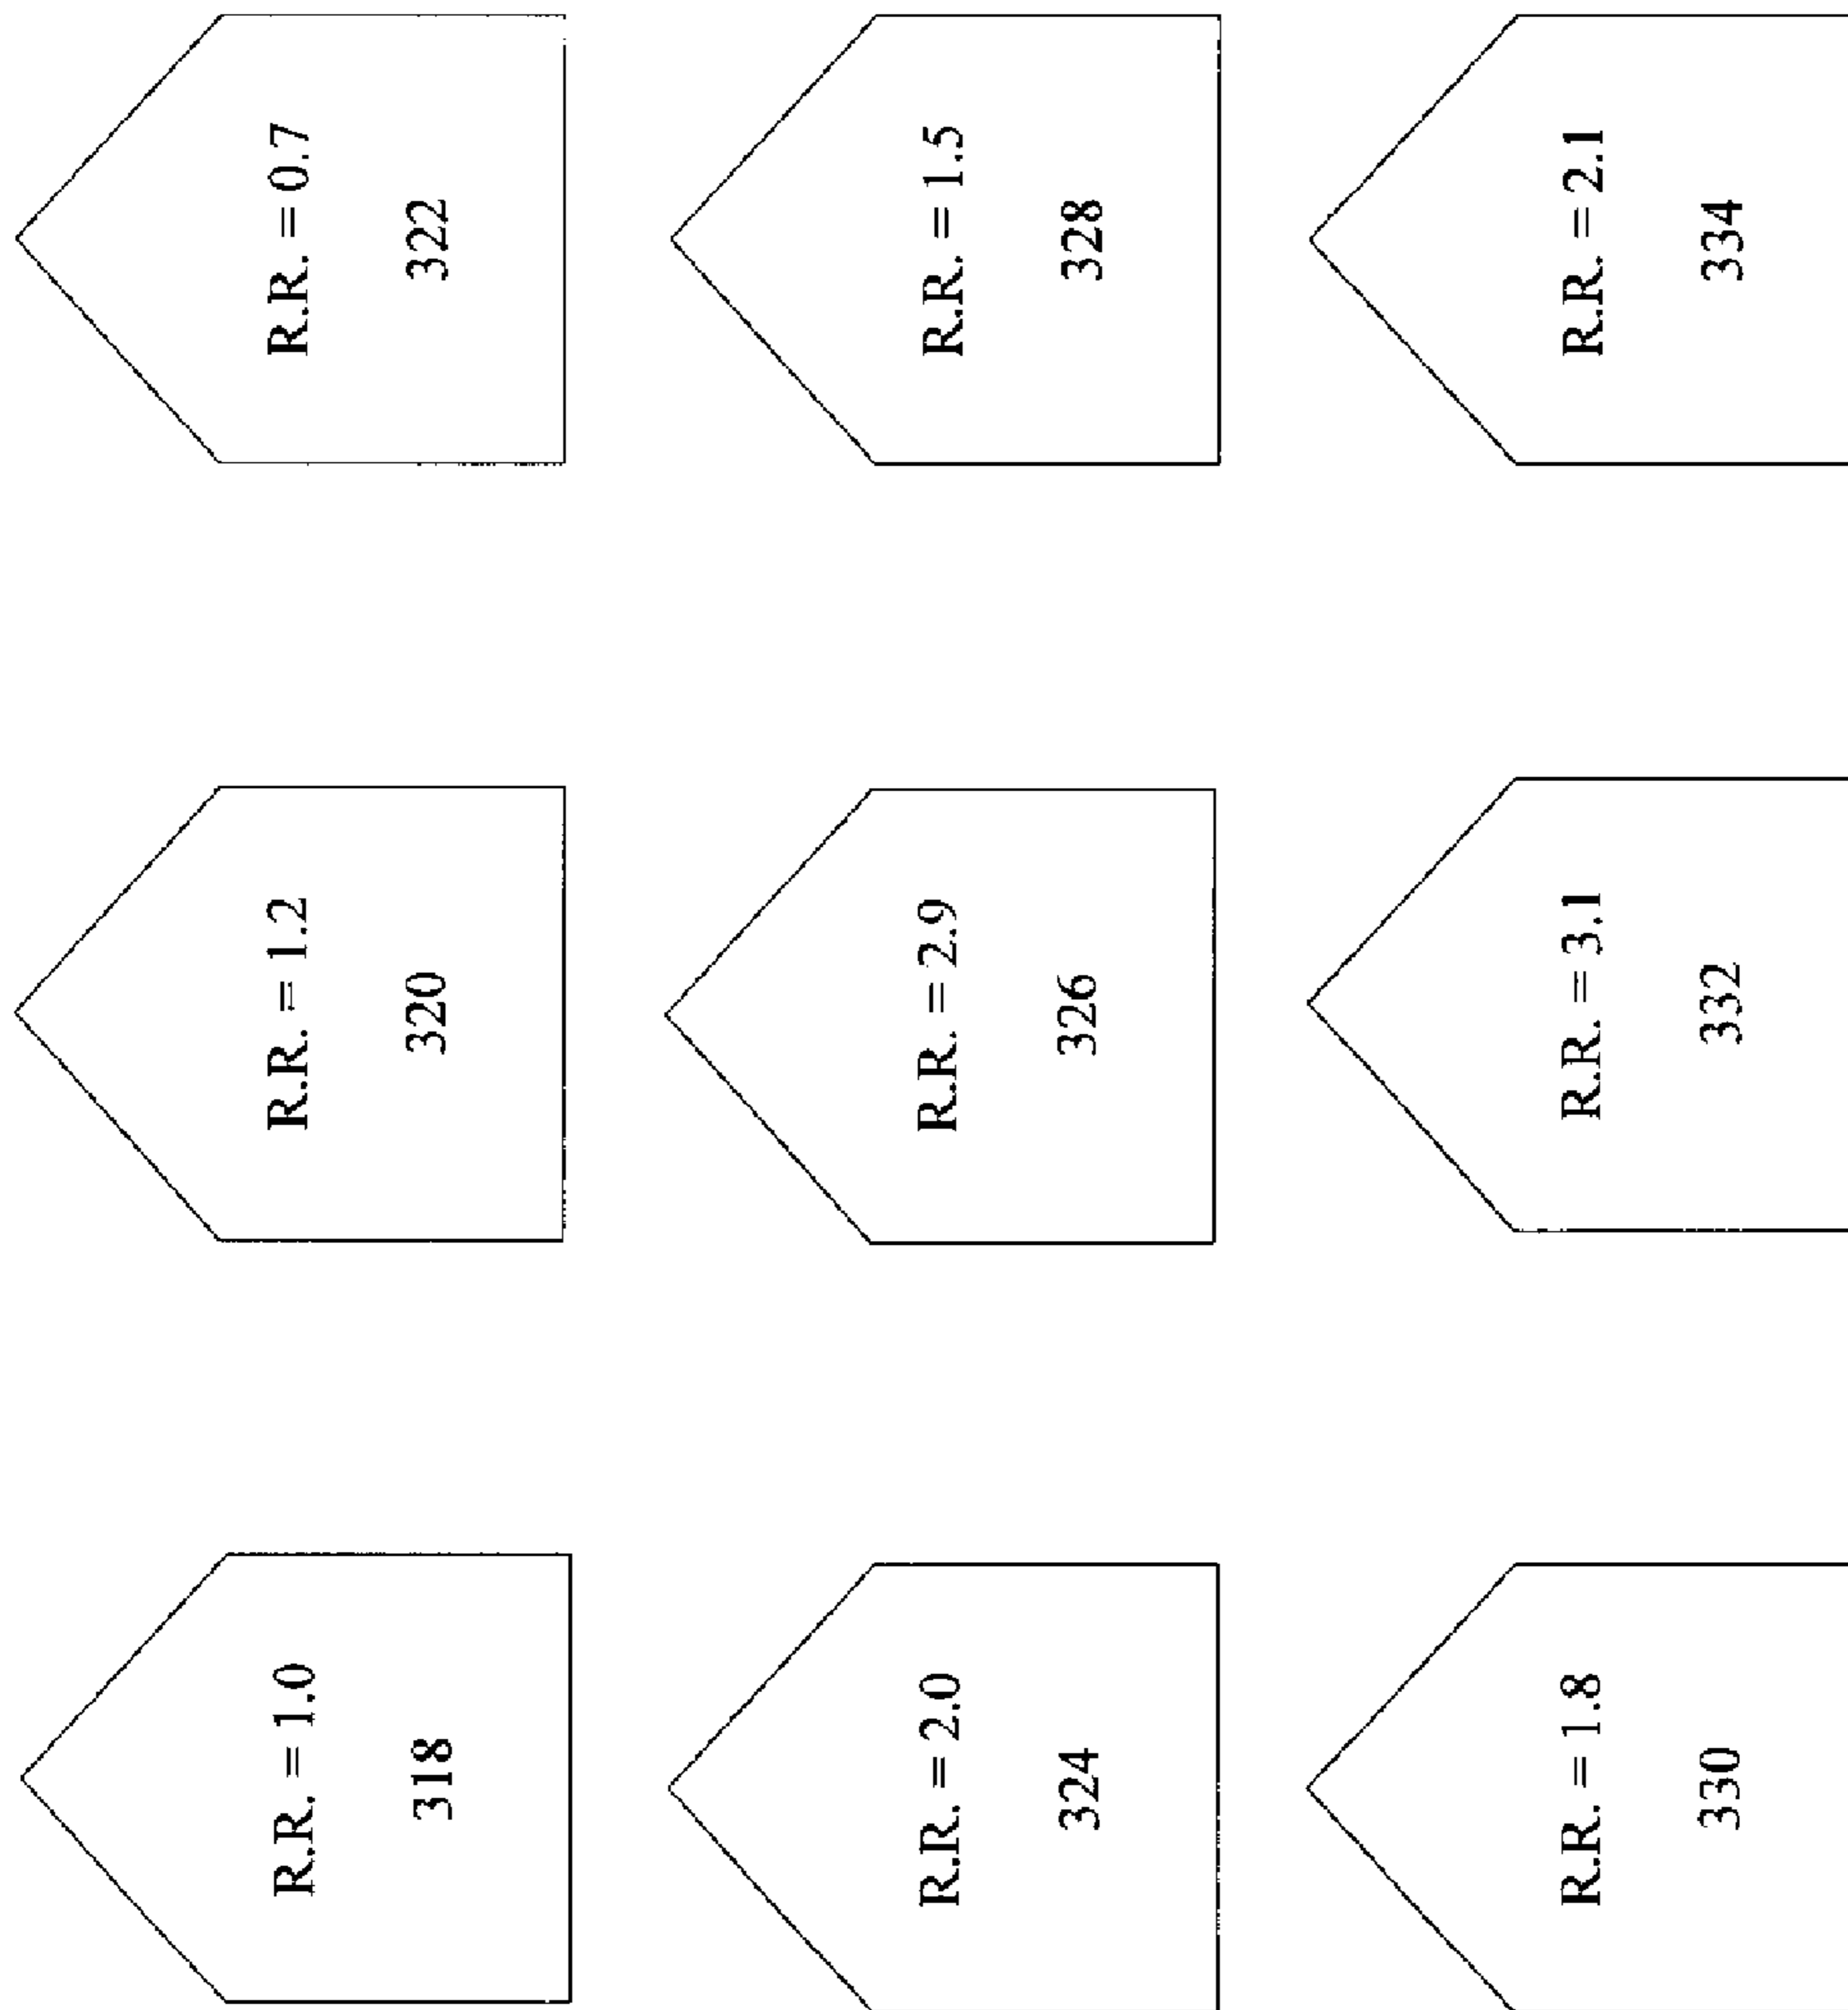 R.R. = 1.0
318
R.R. = 1.2
320
R.R. = 0.7
322
R.R. = 2.0
324
R.R. = 2.9
326
R.R. = 1.5
328
R.R. = 1.8
330
R.R. = 3.1
332
R.R. = 2.1
334